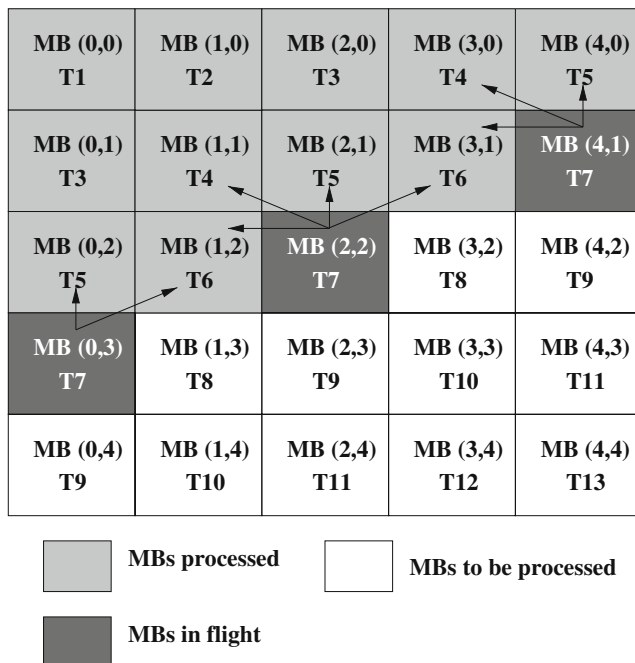 MB (0,0) MB (1,0) MB (2,0) MB (3,0) MB (4,0)
T1 T2 T3 T4 T5
MB (0,1) MB (1,1) MB (2,1) MB (3,1) MB (4,1)
T3 T4 T5 T6 T7
MB (0,2) MB (1,2) MB (2,2) MB (3,2) MB (4,2)
T5 T6 T7 T8 T9
MB (0,3) MB (1,3) MB (2,3) MB (3,3) MB (4,3)
T7 T8 T9 T10 T11
MB (0,4) MB (1,4) MB (2,4) MB (3,4) MB (4,4)
T9 T10 T11 T12 T13
MBs processed MBs to be processed
MBs in flight